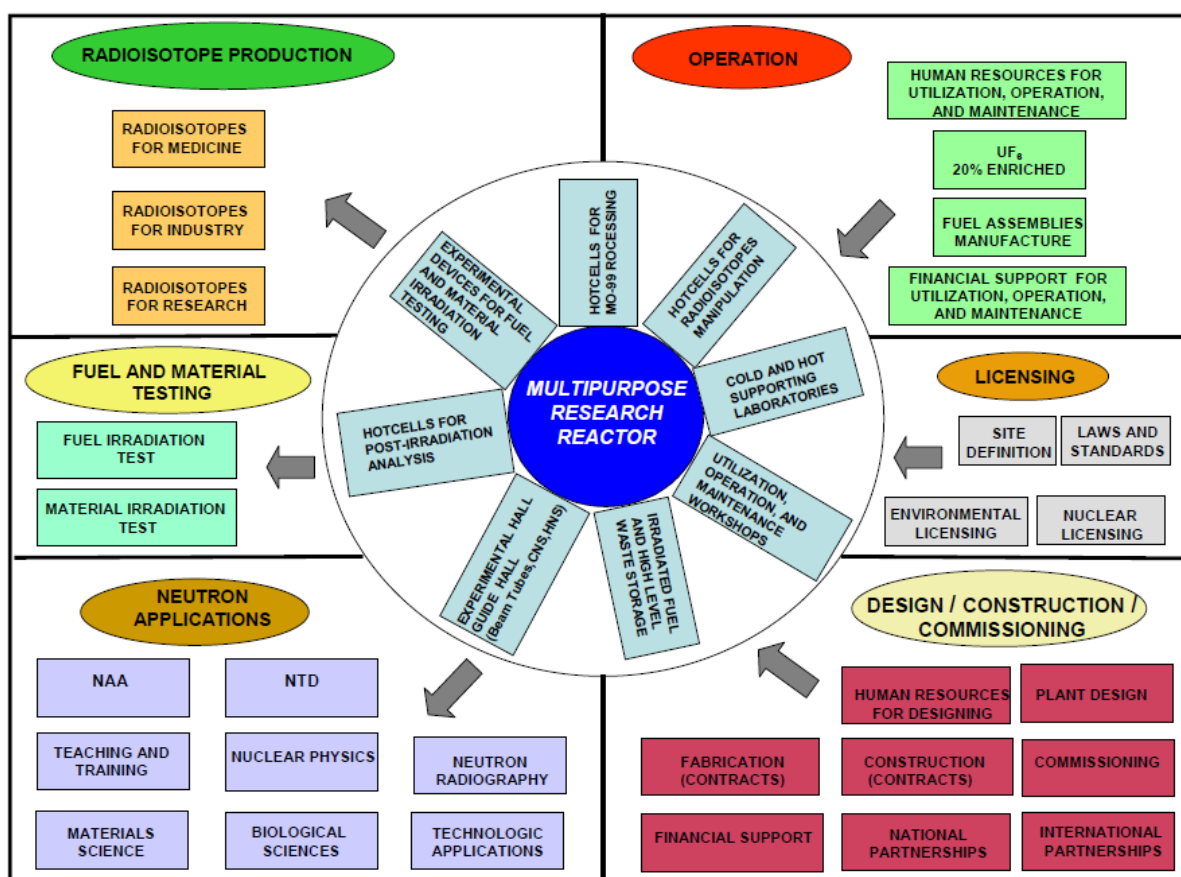 RADIOISOTOPE PRODUCTION
RADIOISOTOPES
FOR MEDICINE
RADIOISOTOPES
FOR INDUSTRY
RADIOISOTOPES
FOR RESEARCH
OPERATION
HUMAN RESOURCES FOR
UTILIZATION, OPERATION,
AND MAINTENANCE
UF₆
20% ENRICHED
FUEL ASSEMBLIES
MANUFACTURE
FINANCIAL SUPPORT FOR
UTILIZATION, OPERATION,
AND MAINTENANCE
HOTCELLS FOR
MO-99 ROCESSING
HOTCELLS FOR
RADIOISOTOPES
MANIPULATION
COLD AND HOT
SUPPORTING
LABORATORIES
UTILIZATION,
OPERATION, AND
MAINTENANCE
WORKSHOPS
IRRADIATED FUEL
AND HIGH LEVEL
WASTE STORAGE
EXPERIMENTAL HALL
GUIDE HALL
(Beam Tubes,CNS,HNS)
HOTCELLS FOR
POST-IRRADIATION
ANALYSIS
EXPERIMENTAL
DEVICES FOR FUEL
AND MATERIAL
IRRADIATION
TESTING
MULTIPURPOSE
RESEARCH
REACTOR
FUEL AND MATERIAL
TESTING
FUEL IRRADIATION
TEST
MATERIAL IRRADIATION
TEST
LICENSING
SITE
DEFINITION
LAWS AND
STANDARDS
ENVIRONMENTAL
LICENSING
NUCLEAR
LICENSING
NEUTRON
APPLICATIONS
NAA
NTD
TEACHING AND
TRAINING
NUCLEAR PHYSICS
NEUTRON
RADIOGRAPHY
MATERIALS
SCIENCE
BIOLOGICAL
SCIENCES
TECHNOLOGIC
APPLICATIONS
DESIGN / CONSTRUCTION /
COMMISSIONING
HUMAN RESOURCES
FOR DESIGNING
PLANT DESIGN
FABRICATION
(CONTRACTS)
CONSTRUCTION
(CONTRACTS)
COMMISSIONING
FINANCIAL SUPPORT
NATIONAL
PARTNERSHIPS
INTERNATIONAL
PARTNERSHIPS